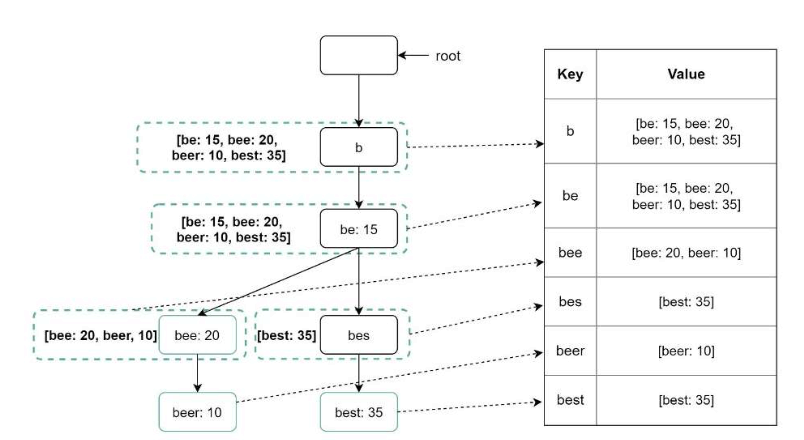 root
Key Value
[be: 15, bee: 20,
beer: 10, best: 35]
b
b
[be: 15, bee: 20,
beer: 10, best: 35]
[be: 15, bee: 20,
beer: 10, best: 35]
be: 15
be
[be: 15, bee: 20,
beer: 10, best: 35]
bee
[bee: 20, beer: 10]
[bee: 20, beer, 10]
bee: 20
[best: 35]
bes
bes
[best: 35]
beer
[beer: 10]
beer: 10
best: 35
best
[best: 35]